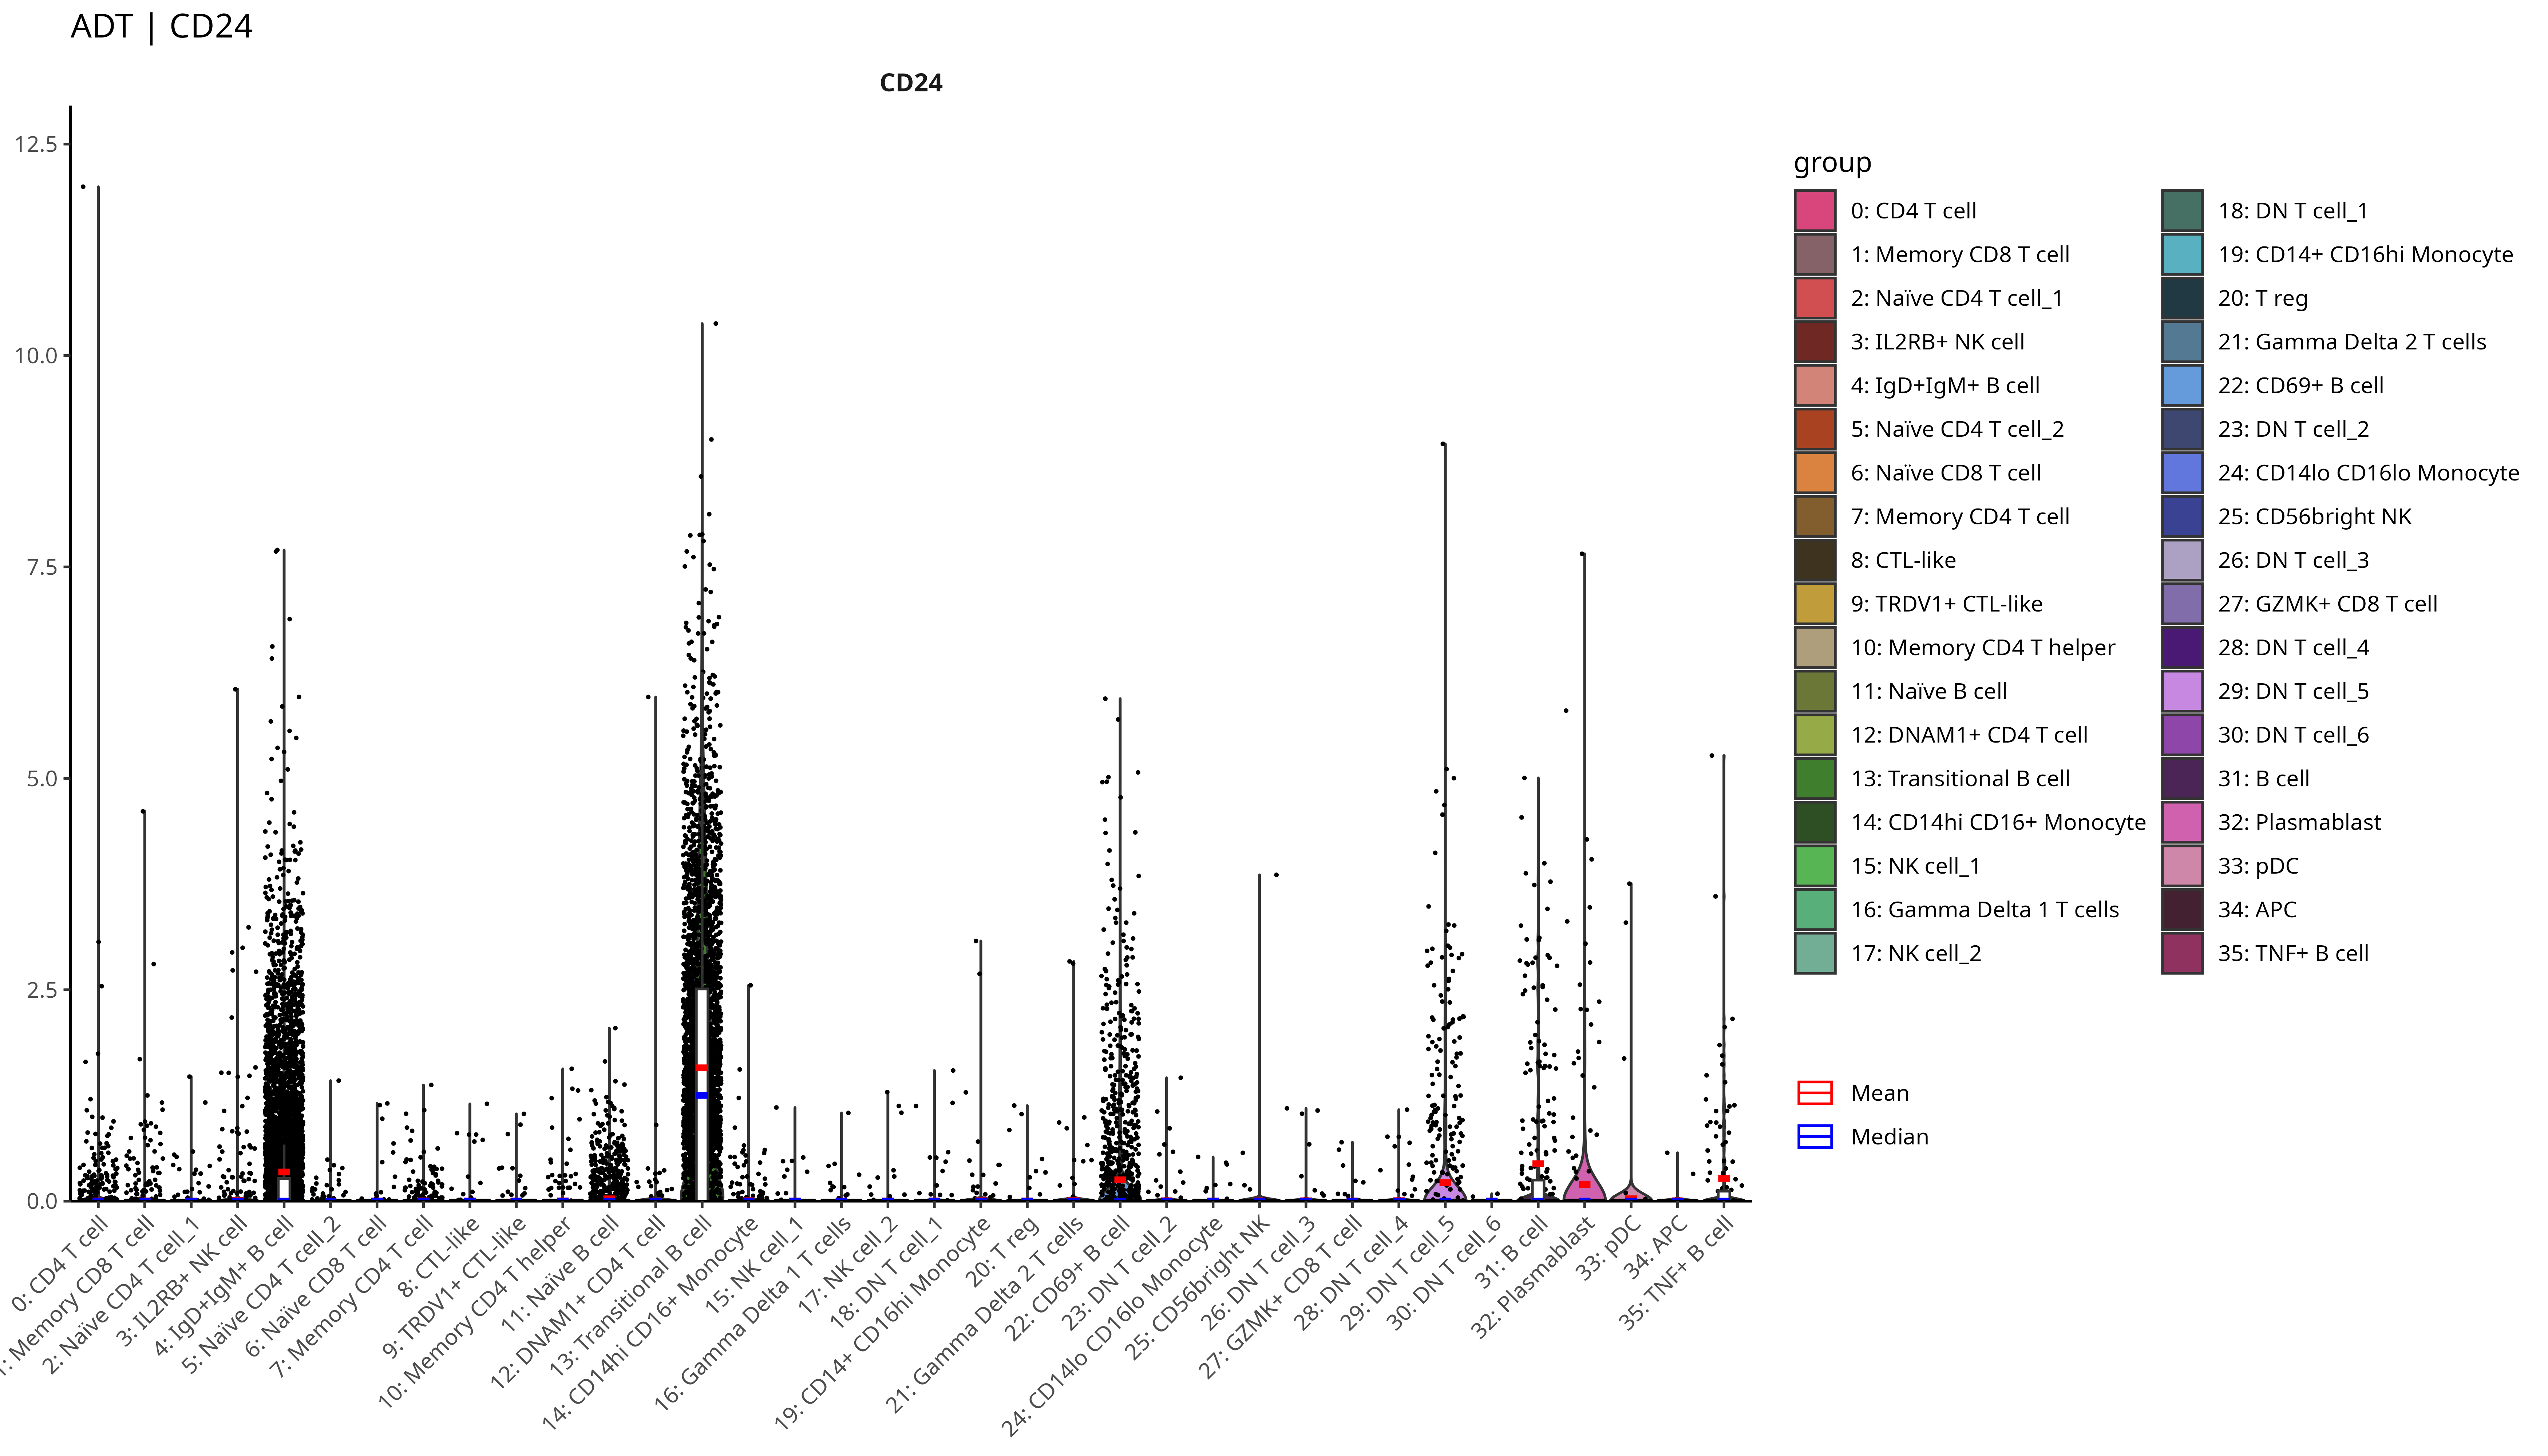 ADT | CD24
CD24
12.5
10.0
7.5
5.0
2.5
0.0
0: CD4 T cell
1: Memory CD8 T cell
2: Naïve CD4 T cell_1
3: IL2RB+ NK cell
4: IgD+IgM+ B cell
5: Naïve CD4 T cell_2
6: Naïve CD8 T cell
7: Memory CD4 T cell
8: CTL-like
9: TRDV1+ CTL-like
10: Memory CD4 T helper
11: Naïve B cell
12: DNAM1+ CD4 T cell
13: Transitional B cell
14: CD14hi CD16+ Monocyte
15: NK cell_1
16: Gamma Delta 1 T cells
17: NK cell_2
18: DN T cell_1
19: CD14+ CD16hi Monocyte
20: T reg
21: Gamma Delta 2 T cells
22: CD69+ B cell
23: DN T cell_2
24: CD14lo CD16lo Monocyte
25: CD56bright NK
26: DN T cell_3
27: GZMK+ CD8 T cell
28: DN T cell_4
29: DN T cell_5
30: DN T cell_6
31: B cell
32: Plasmablast
33: pDC
34: APC
35: TNF+ B cell
group
0: CD4 T cell
1: Memory CD8 T cell
2: Naïve CD4 T cell_1
3: IL2RB+ NK cell
4: IgD+IgM+ B cell
5: Naïve CD4 T cell_2
6: Naïve CD8 T cell
7: Memory CD4 T cell
8: CTL-like
9: TRDV1+ CTL-like
10: Memory CD4 T helper
11: Naïve B cell
12: DNAM1+ CD4 T cell
13: Transitional B cell
14: CD14hi CD16+ Monocyte
15: NK cell_1
16: Gamma Delta 1 T cells
17: NK cell_2
18: DN T cell_1
19: CD14+ CD16hi Monocyte
20: T reg
21: Gamma Delta 2 T cells
22: CD69+ B cell
23: DN T cell_2
24: CD14lo CD16lo Monocyte
25: CD56bright NK
26: DN T cell_3
27: GZMK+ CD8 T cell
28: DN T cell_4
29: DN T cell_5
30: DN T cell_6
31: B cell
32: Plasmablast
33: pDC
34: APC
35: TNF+ B cell
Mean
Median